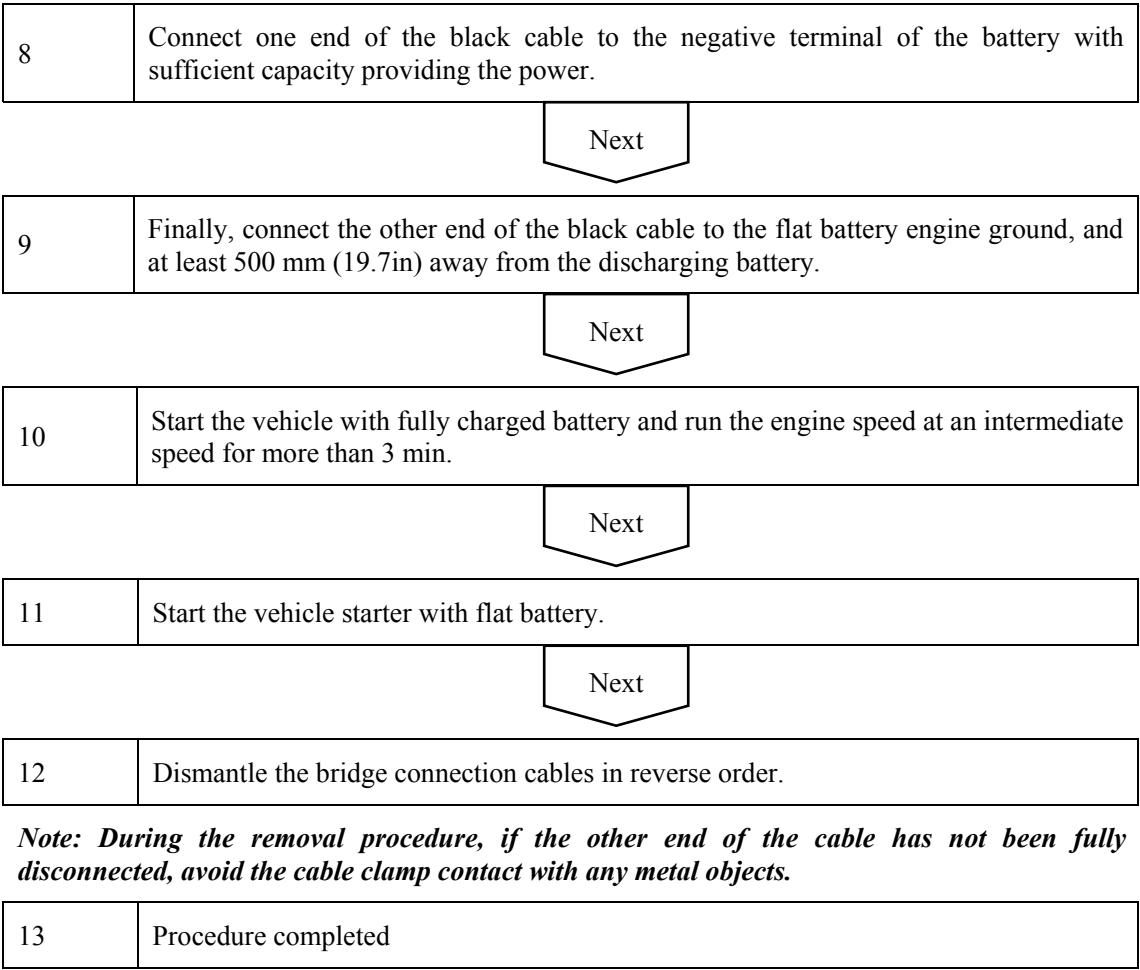 8
Connect one end of the black cable to the negative terminal of the battery with
sufficient capacity providing the power.
Next
9
Finally, connect the other end of the black cable to the flat battery engine ground, and
at least 500 mm (19.7in) away from the discharging battery.
Next
10
Start the vehicle with fully charged battery and run the engine speed at an intermediate
speed for more than 3 min.
Next
11
Start the vehicle starter with flat battery.
Next
12
Dismantle the bridge connection cables in reverse order.
Note: During the removal procedure, if the other end of the cable has not been fully
disconnected, avoid the cable clamp contact with any metal objects.
13
Procedure completed